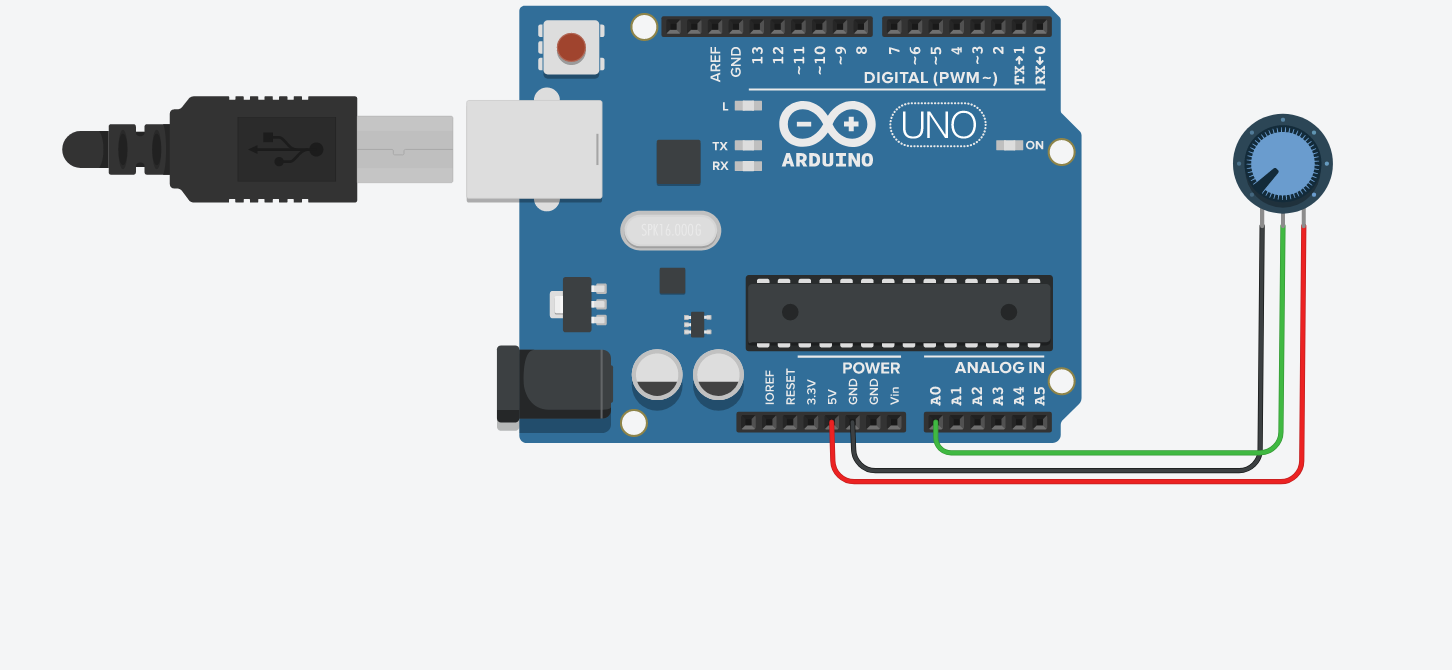 AREF
GND
13
12
~11
~10
~9
8
7
~6
~5
4
~3
2
TX→1
RX←0
DIGITAL (PWM~)
L
TX
RX
UNO
ON
ARDUINO
SPK16.000G
POWER
ANALOG IN
IOREF
RESET
3.3V
5V
GND
GND
Vin
A0
A1
A2
A3
A4
A5